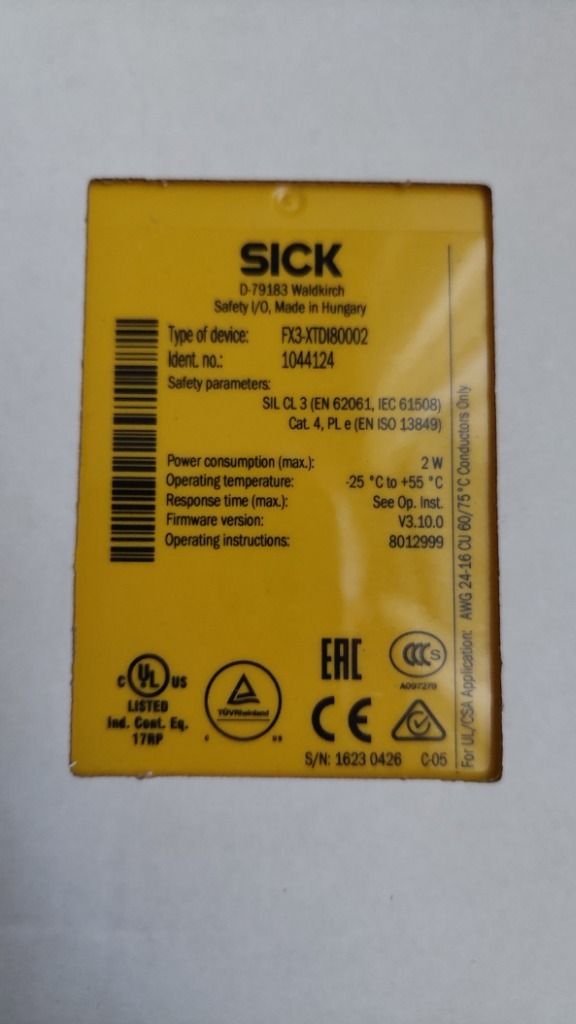 SICK
D-79183 Waldkirch
Safety I/O, Made in Hungary
Type of device: FX3-XTDI80002
Ident. no.: 1044124
Safety parameters:
SIL CL 3 (EN 62061, IEC 61508)
Cat. 4, PL e (EN ISO 13849)
Power consumption (max.): 2 W
Operating temperature: -25 °C to +55 °C
Response time (max.): See Op. Inst.
Firmware version: V3.10.0
Operating instructions: 8012999
For UL/CSA Application: AWG 24-16 CU 60/75°C Conductors Only
C UL US
LISTED
Ind. Cont. Eq.
17RP
TÜVRheinland
C US
EAC
CCC S
A097270
CE
S/N: 1623 0426 C-05